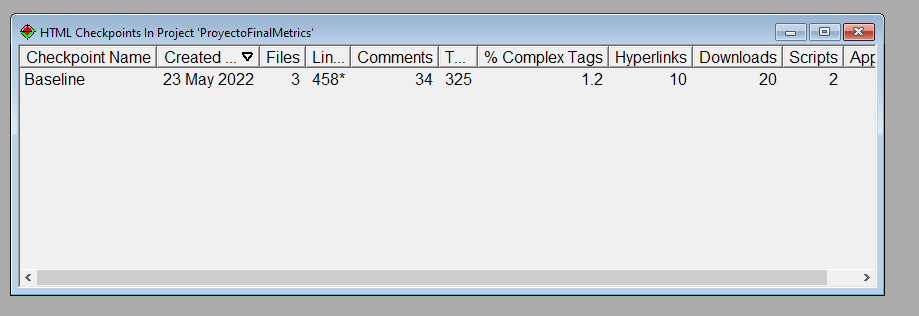 HTML Checkpoints In Project 'ProyectoFinalMetrics'
Checkpoint Name Created ... Files Lin... Comments T... % Complex Tags Hyperlinks Downloads Scripts App
Baseline 23 May 2022 3 458* 34 325 1.2 10 20 2